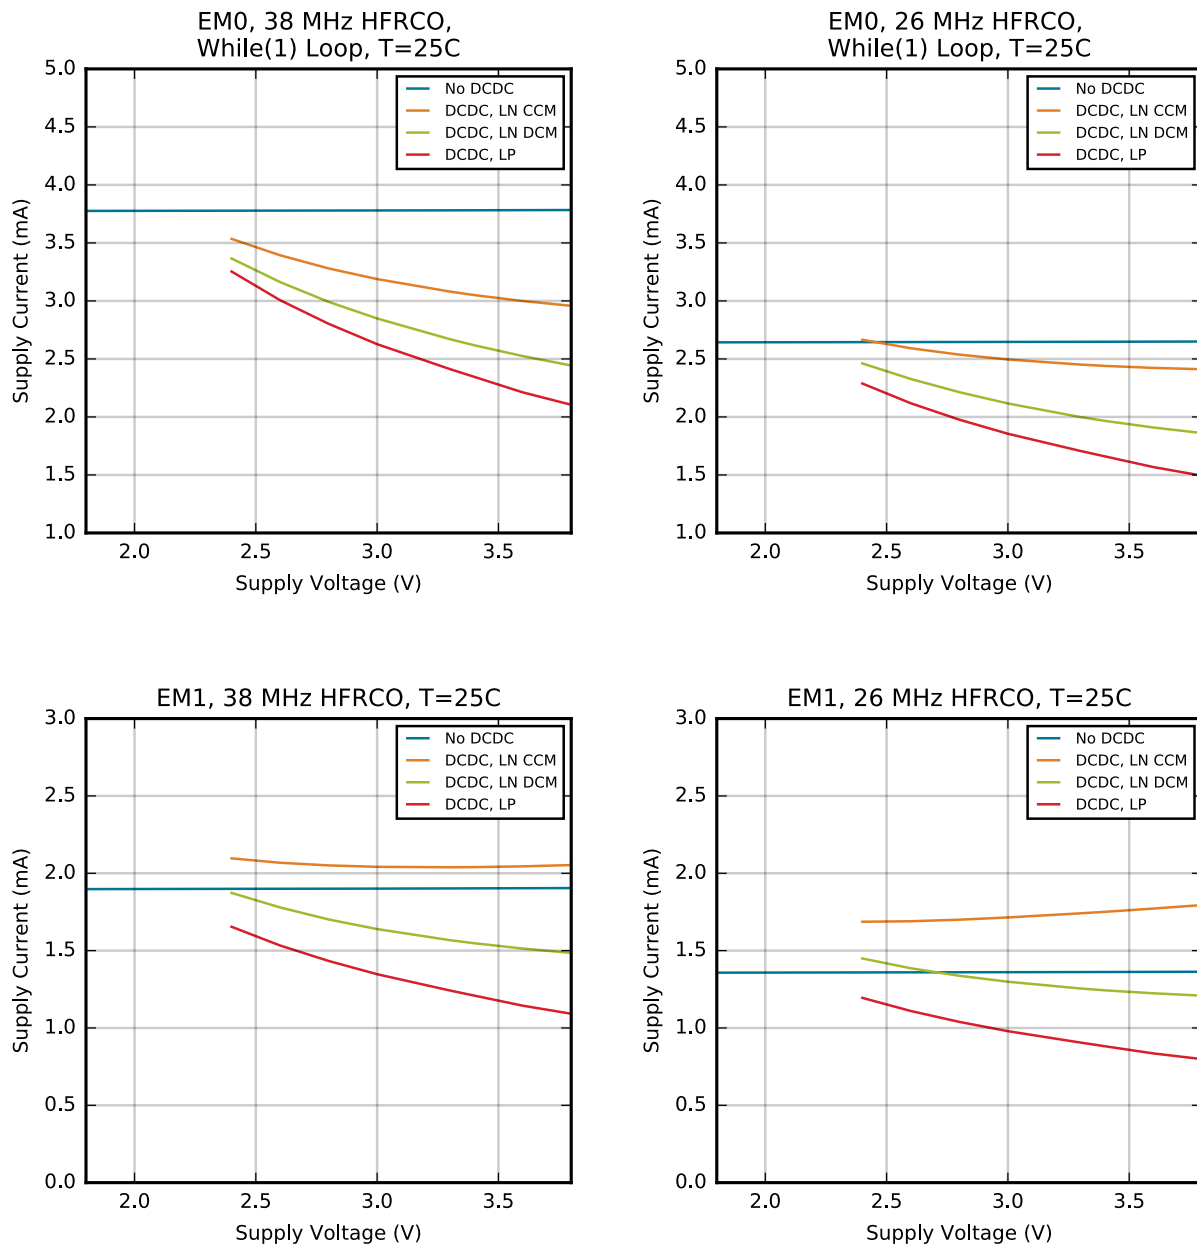 EM0, 38 MHz HFRCO,
While(1) Loop, T=25C
5.0
4.5
4.0
3.5
3.0
2.5
2.0
1.5
1.0
Supply Current (mA)
No DCDC
DCDC, LN CCM
DCDC, LN DCM
DCDC, LP
2.0 2.5 3.0 3.5
Supply Voltage (V)
EM0, 26 MHz HFRCO,
While(1) Loop, T=25C
5.0
4.5
4.0
3.5
3.0
2.5
2.0
1.5
1.0
Supply Current (mA)
No DCDC
DCDC, LN CCM
DCDC, LN DCM
DCDC, LP
2.0 2.5 3.0 3.5
Supply Voltage (V)
EM1, 38 MHz HFRCO, T=25C
3.0
2.5
2.0
1.5
1.0
0.5
0.0
Supply Current (mA)
No DCDC
DCDC, LN CCM
DCDC, LN DCM
DCDC, LP
2.0 2.5 3.0 3.5
Supply Voltage (V)
EM1, 26 MHz HFRCO, T=25C
3.0
2.5
2.0
1.5
1.0
0.5
0.0
Supply Current (mA)
No DCDC
DCDC, LN CCM
DCDC, LN DCM
DCDC, LP
2.0 2.5 3.0 3.5
Supply Voltage (V)